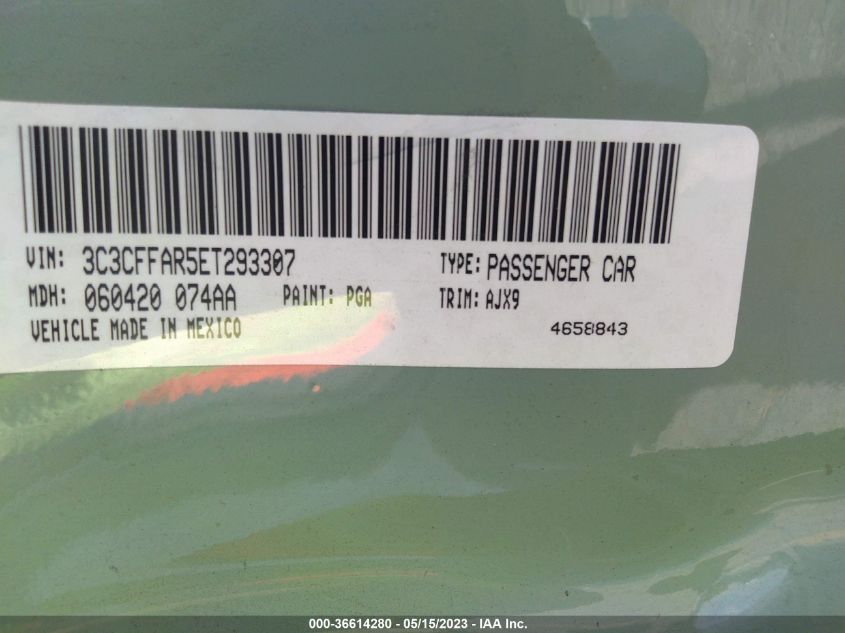 VIN: 3C3CFFAR5ET293307 TYPE: PASSENGER CAR
MDH: 060420 074AA PAINT: PGA TRIM: AJX9
VEHICLE MADE IN MEXICO 4658843
000-36614280 - 05/15/2023 - IAA Inc.